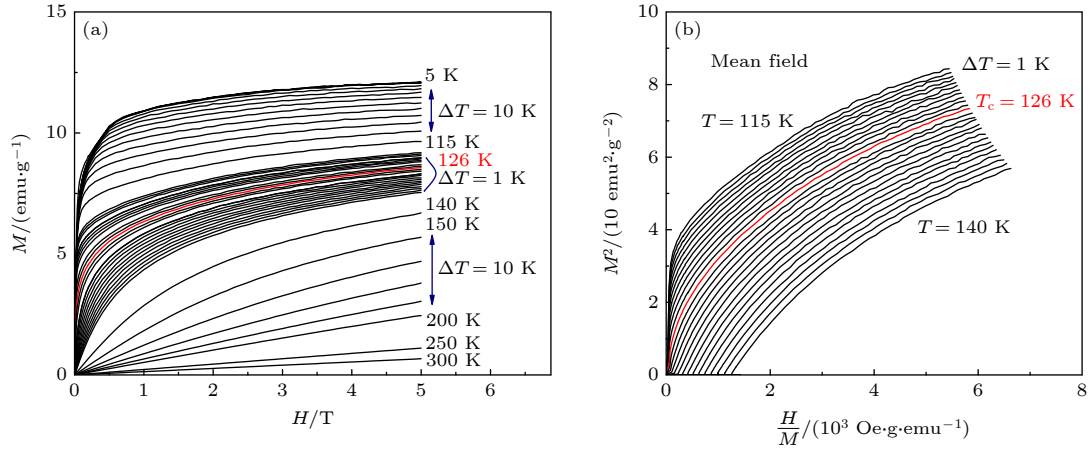 (a)
15
10
5
0
M/(emu·g⁻¹)
5 K
ΔT = 10 K
115 K
126 K
ΔT = 1 K
140 K
150 K
ΔT = 10 K
200 K
250 K
300 K
0 1 2 3 4 5 6
H/T
(b)
10
8
6
4
2
0
M²/(10 emu²·g⁻²)
Mean field
ΔT = 1 K
T = 115 K
Tc = 126 K
T = 140 K
0 2 4 6 8
H/M/(10³ Oe·g·emu⁻¹)